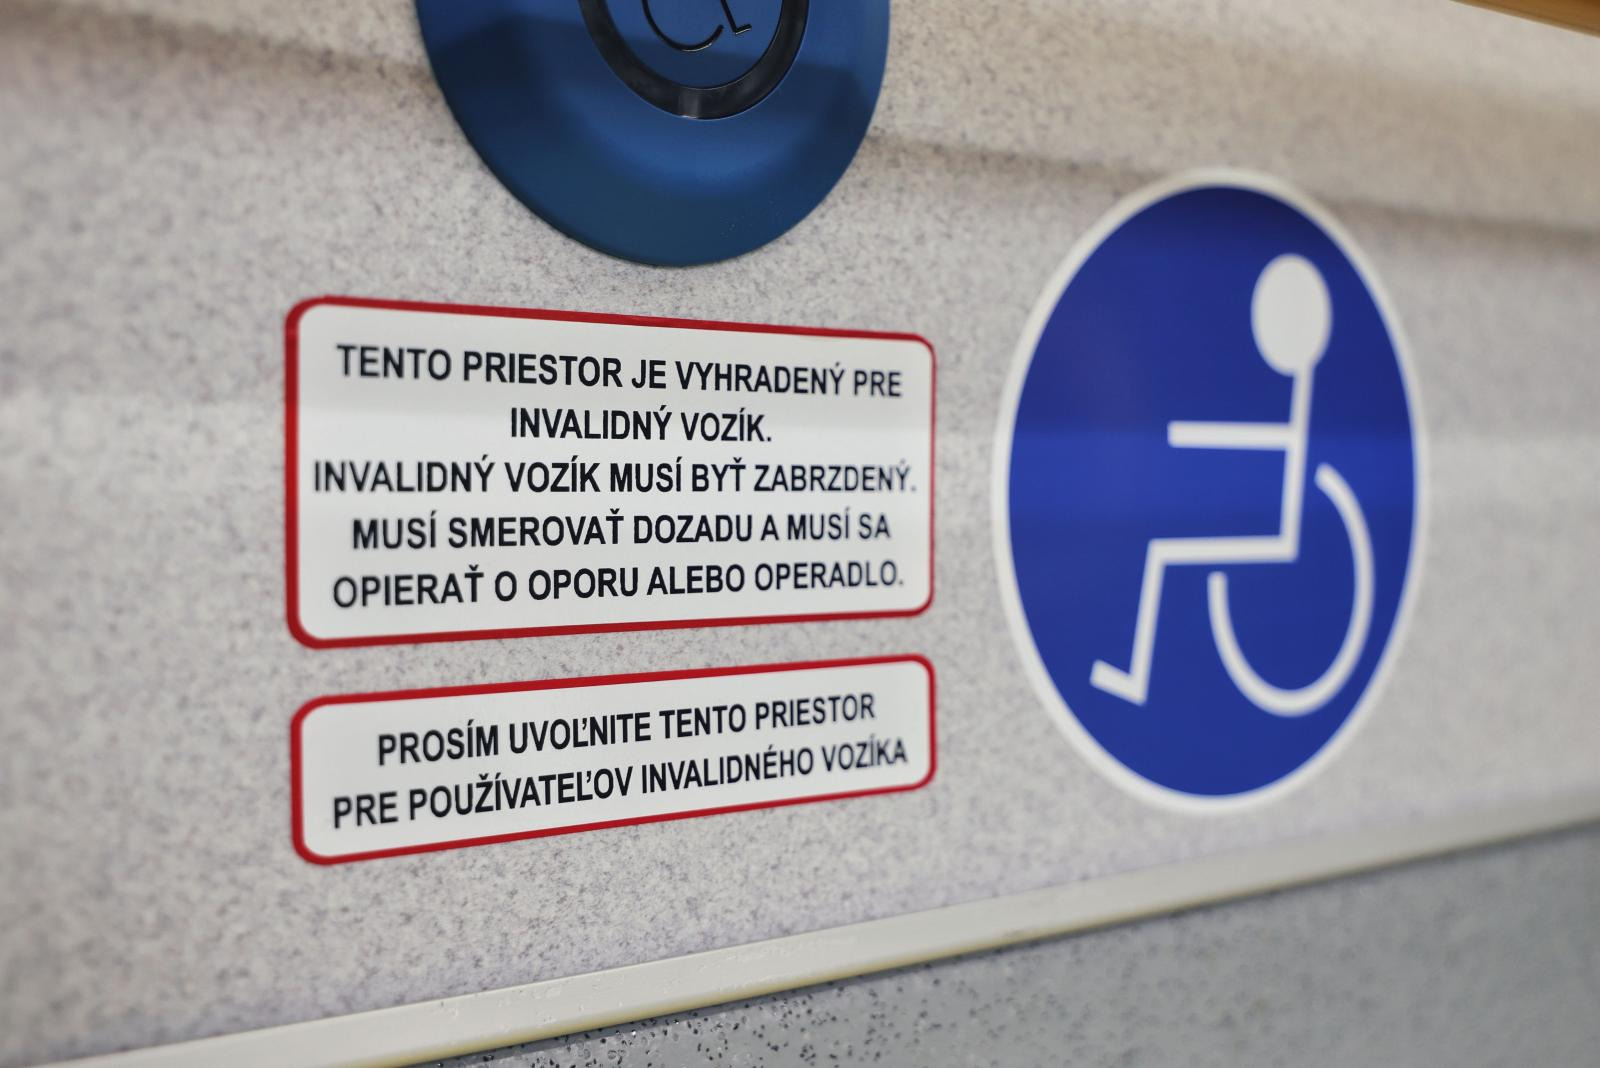 TENTO PRIESTOR JE VYHRADENÝ PRE
INVALIDNÝ VOZÍK.
INVALIDNÝ VOZÍK MUSÍ BYŤ ZABRZDENÝ.
MUSÍ SMEROVAŤ DOZADU A MUSÍ SA
OPIERAŤ O OPORU ALEBO OPERADLO.
PROSÍM UVOĽNITE TENTO PRIESTOR
PRE POUŽÍVATEĽOV INVALIDNÉHO VOZÍKA